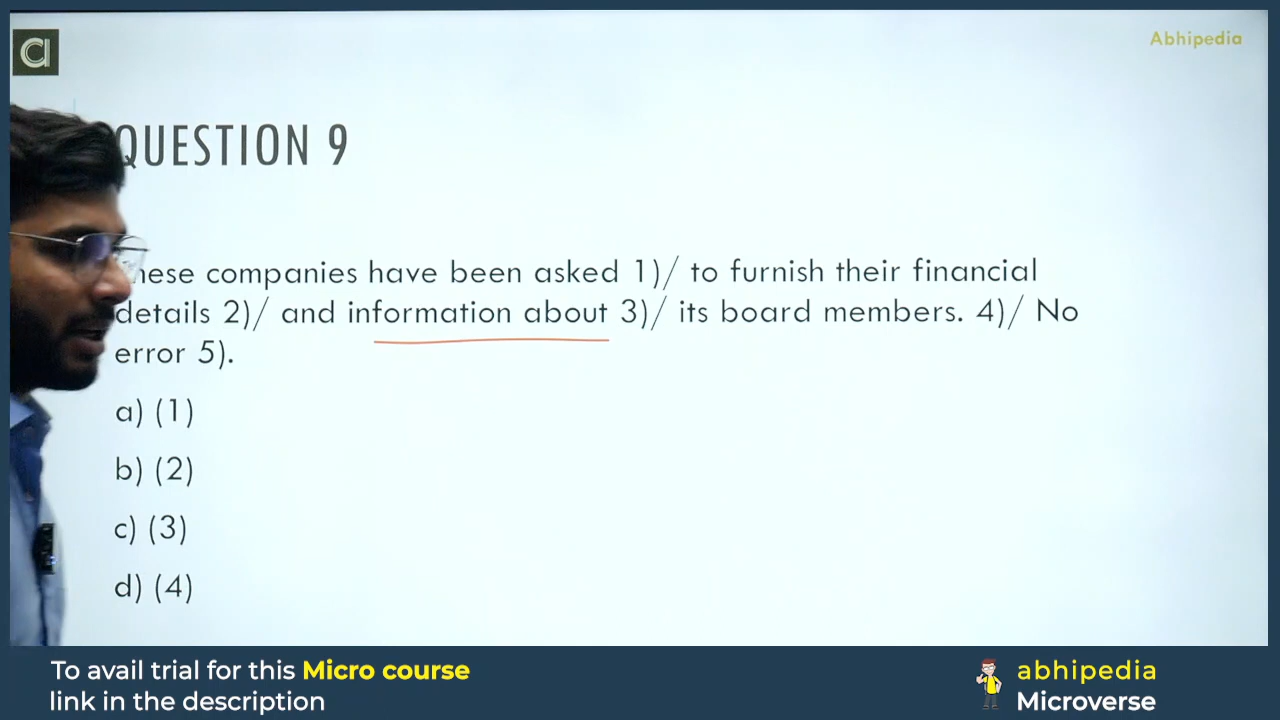 a
Abhipedia
QUESTION 9
hese companies have been asked 1)/ to furnish their financial
details 2)/ and information about 3)/ its board members. 4)/ No
error 5).
a) (1)
b) (2)
c) (3)
d) (4)
To avail trial for this Micro course
link in the description
abhipedia
Microverse